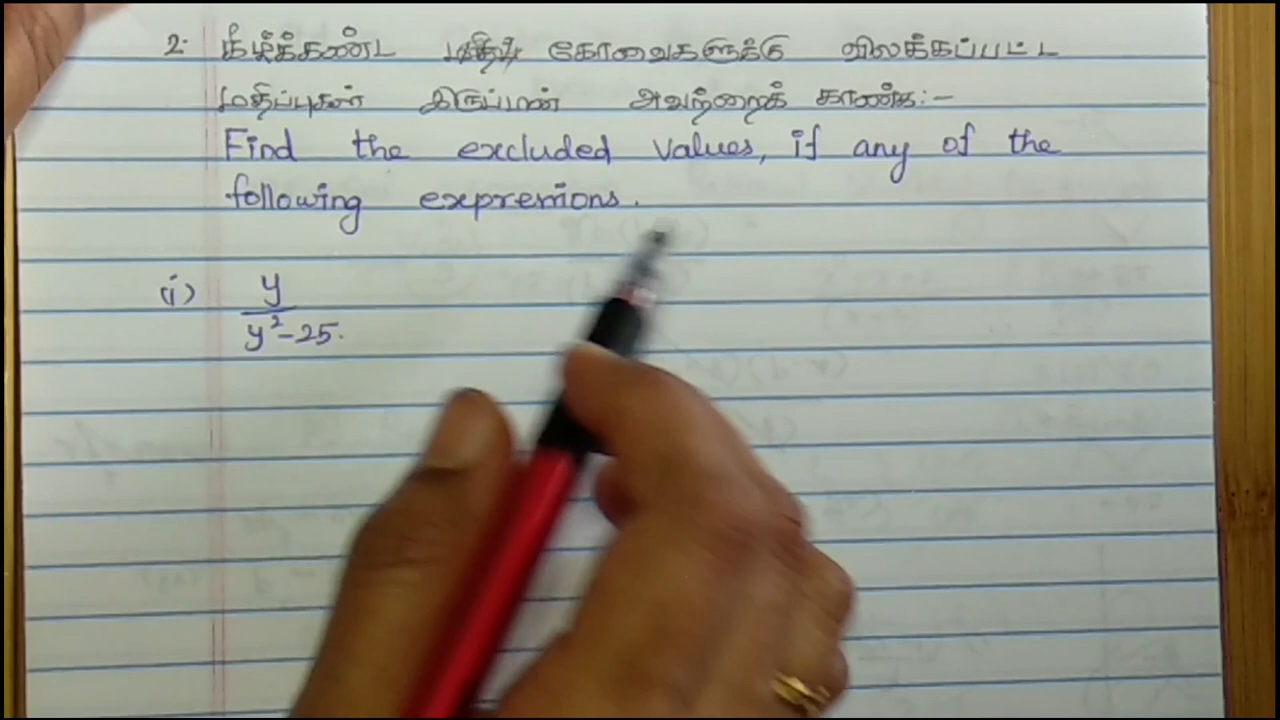 2. கீழ்க்கண்ட கோவைகளுக்கு விலக்கப்பட்ட
மதிப்புகள் இருப்பின் அவற்றைக் காண்க:-
Find the excluded values, if any of the
following expressions.
(i) y
y²-25.